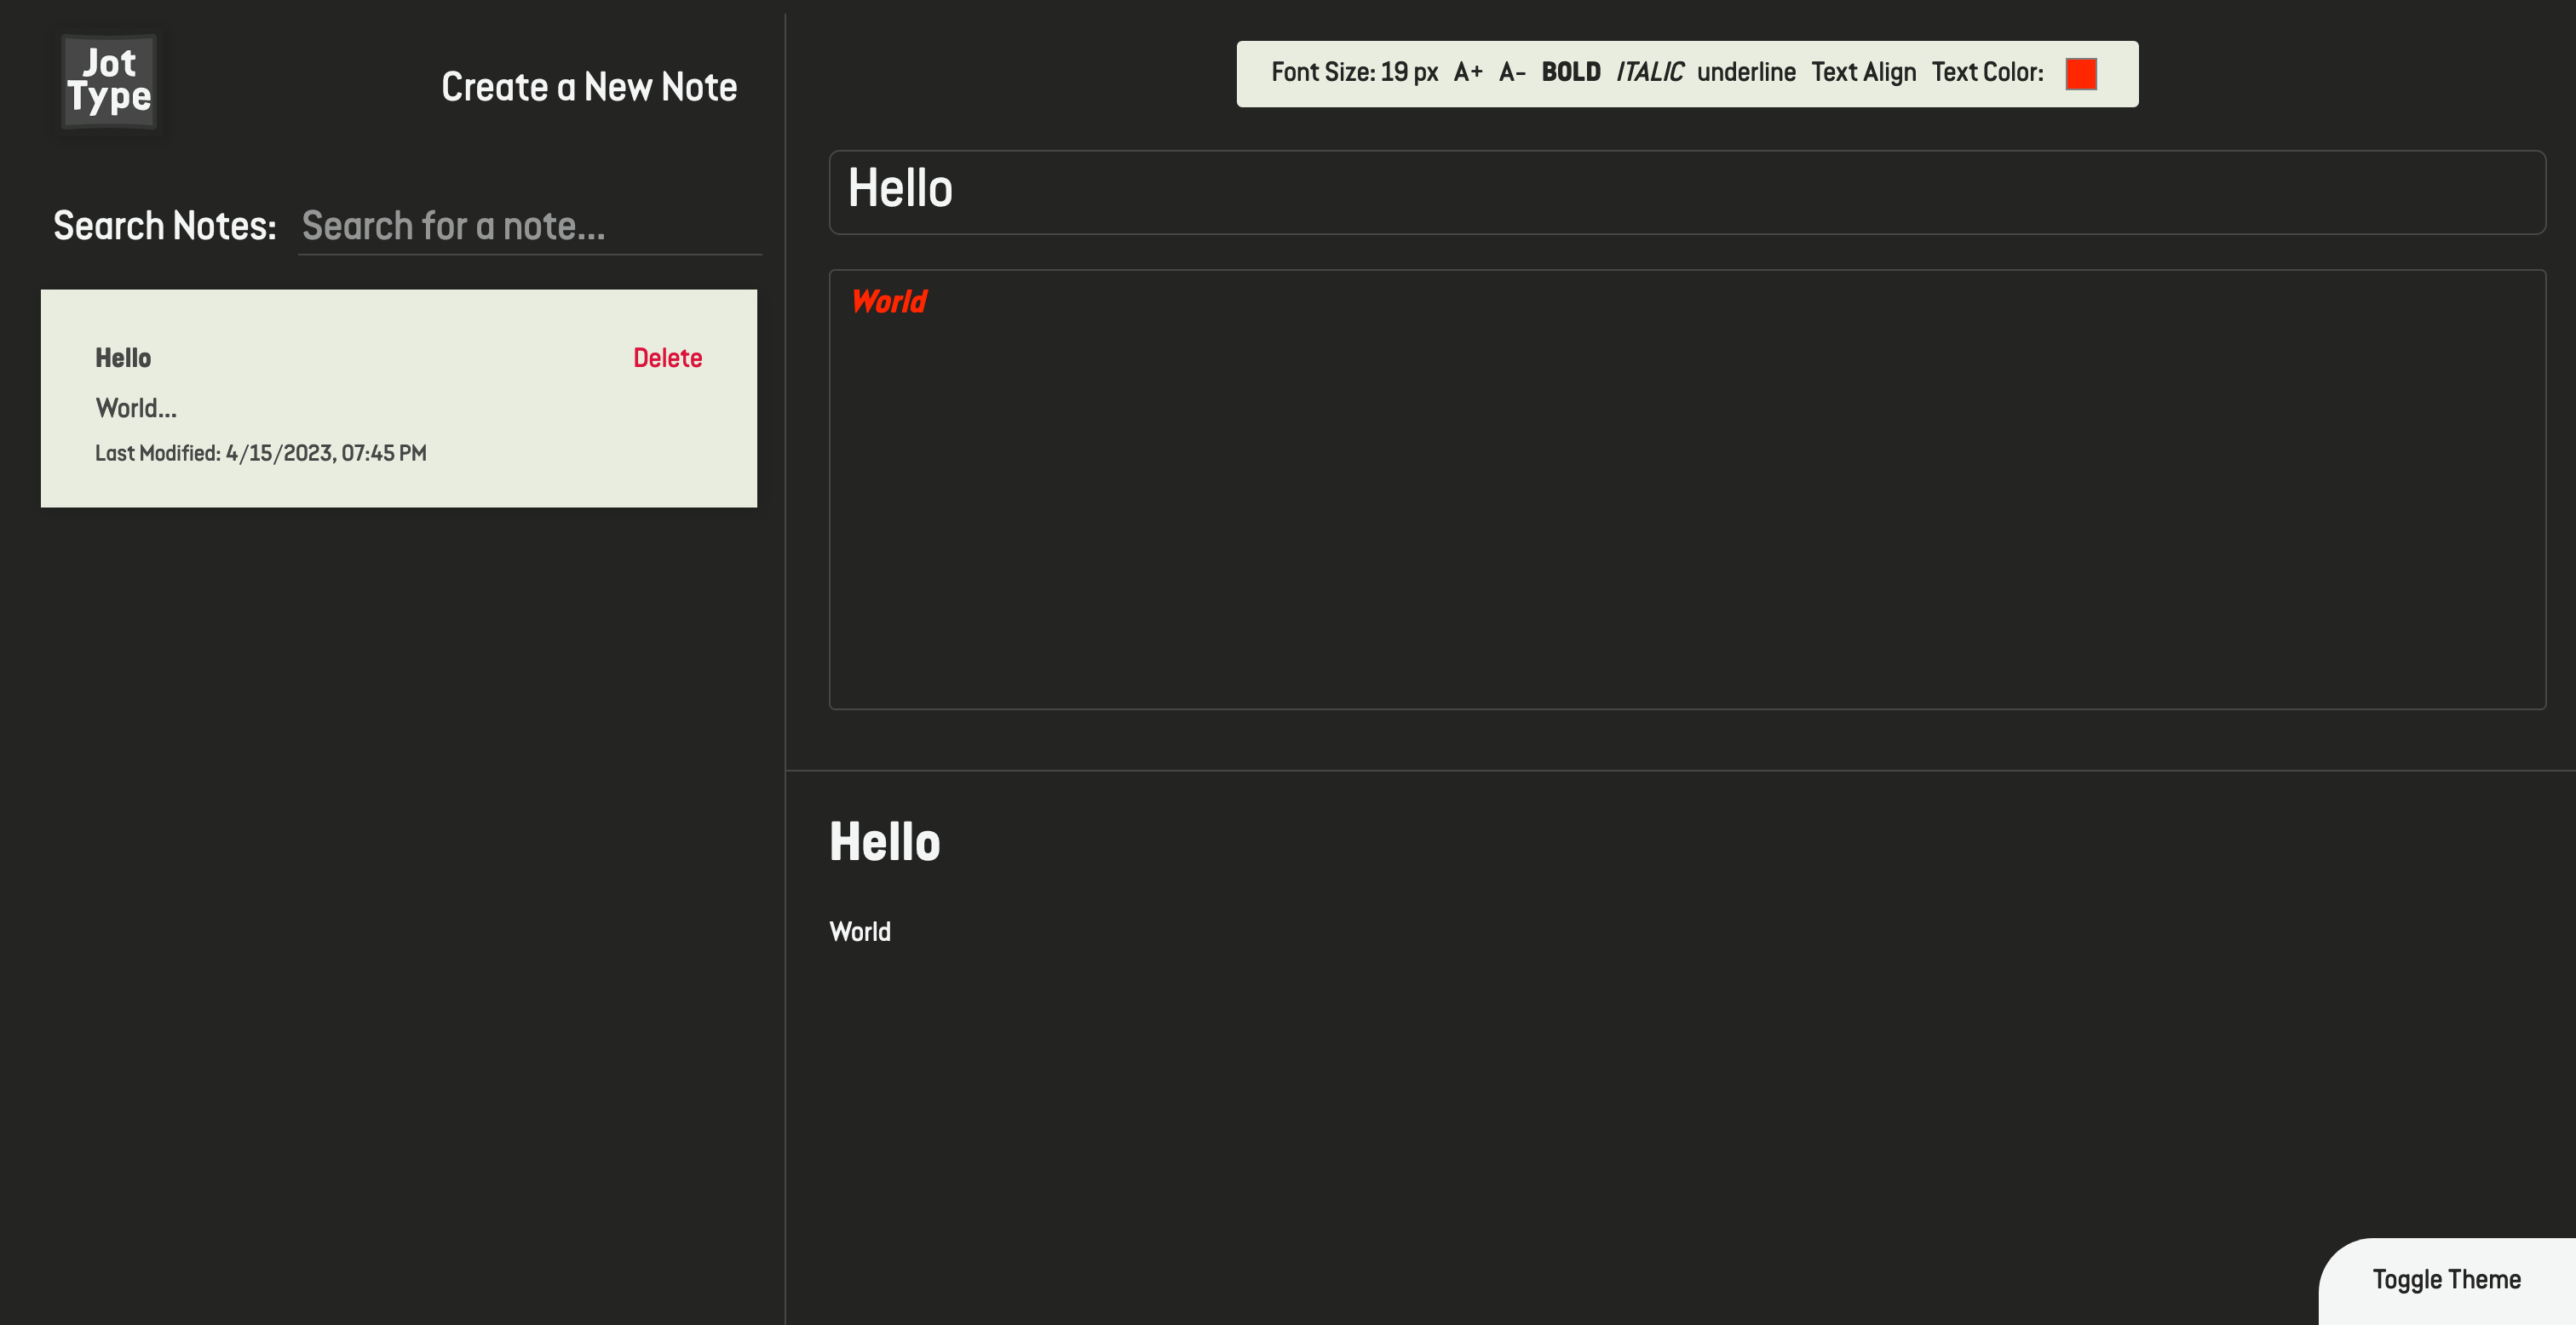 Jot
Type
Create a New Note
Search Notes: Search for a note...
Hello
Delete
World...
Last Modified: 4/15/2023, 07:45 PM
Font Size: 19 px A+ A- BOLD ITALIC underline Text Align Text Color:
Hello
World
Hello
World
Toggle Theme